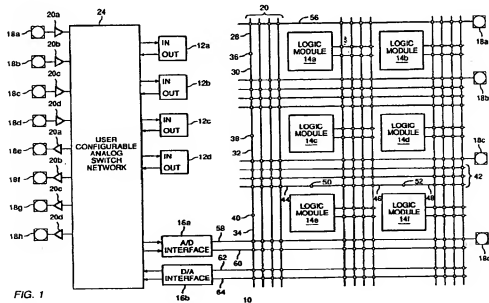 20
24
56
20a
18a
18a
28
LOGIC
MODULE
14a
LOGIC
MODULE
14b
IN
OUT
12a
20b
18b
36
30
18b
20c
18c
IN
OUT
12b
20d
18d
USER
CONFIGURABLE
ANALOG
SWITCH
NETWORK
IN
OUT
12c
38
32
LOGIC
MODULE
14c
LOGIC
MODULE
14d
18c
20a
18e
IN
OUT
12d
20b
18f
42
44
50
46
52
48
20c
18g
16a
40
34
LOGIC
MODULE
14e
LOGIC
MODULE
14f
20d
18h
A/D
INTERFACE
58
60
18d
D/A
INTERFACE
62
64
16b
10
FIG. 1